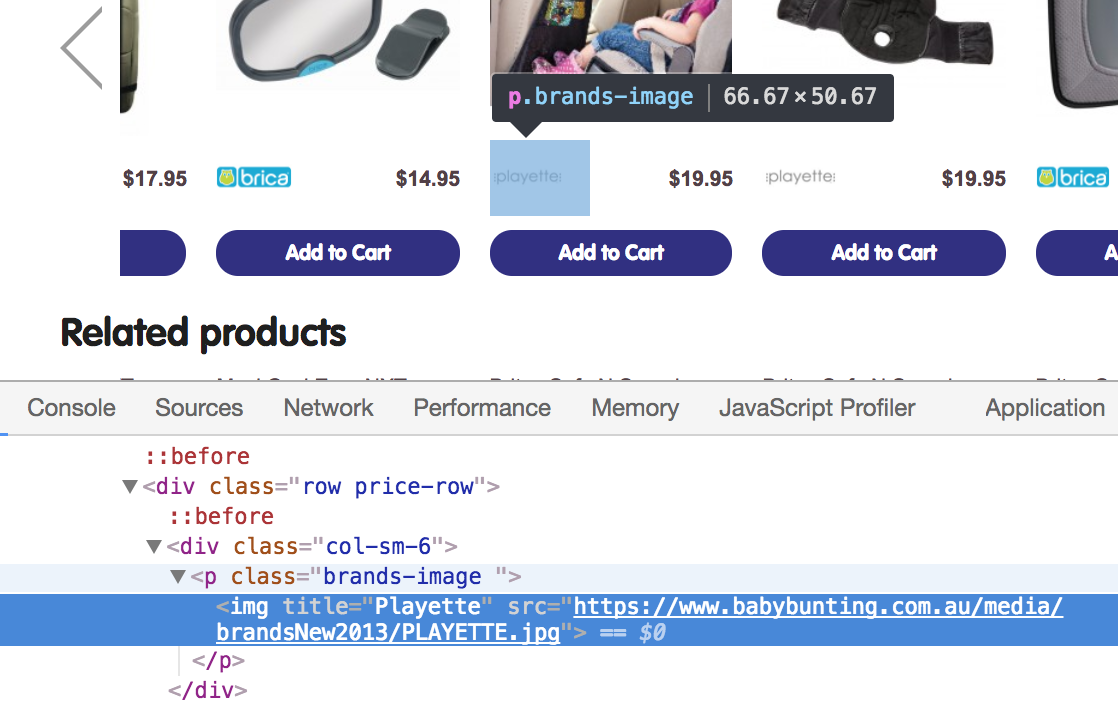 p.brands-image 66.67×50.67
$17.95 brica $14.95 playette $19.95 playette $19.95 brica
Add to Cart Add to Cart Add to Cart A
Related products
Console Sources Network Performance Memory JavaScript Profiler Application
::before
▼<div class="row price-row">
::before
▼<div class="col-sm-6">
▼<p class="brands-image ">
<img title="Playette" src="https://www.babybunting.com.au/media/
brandsNew2013/PLAYETTE.jpg"> == $0
</p>
</div>